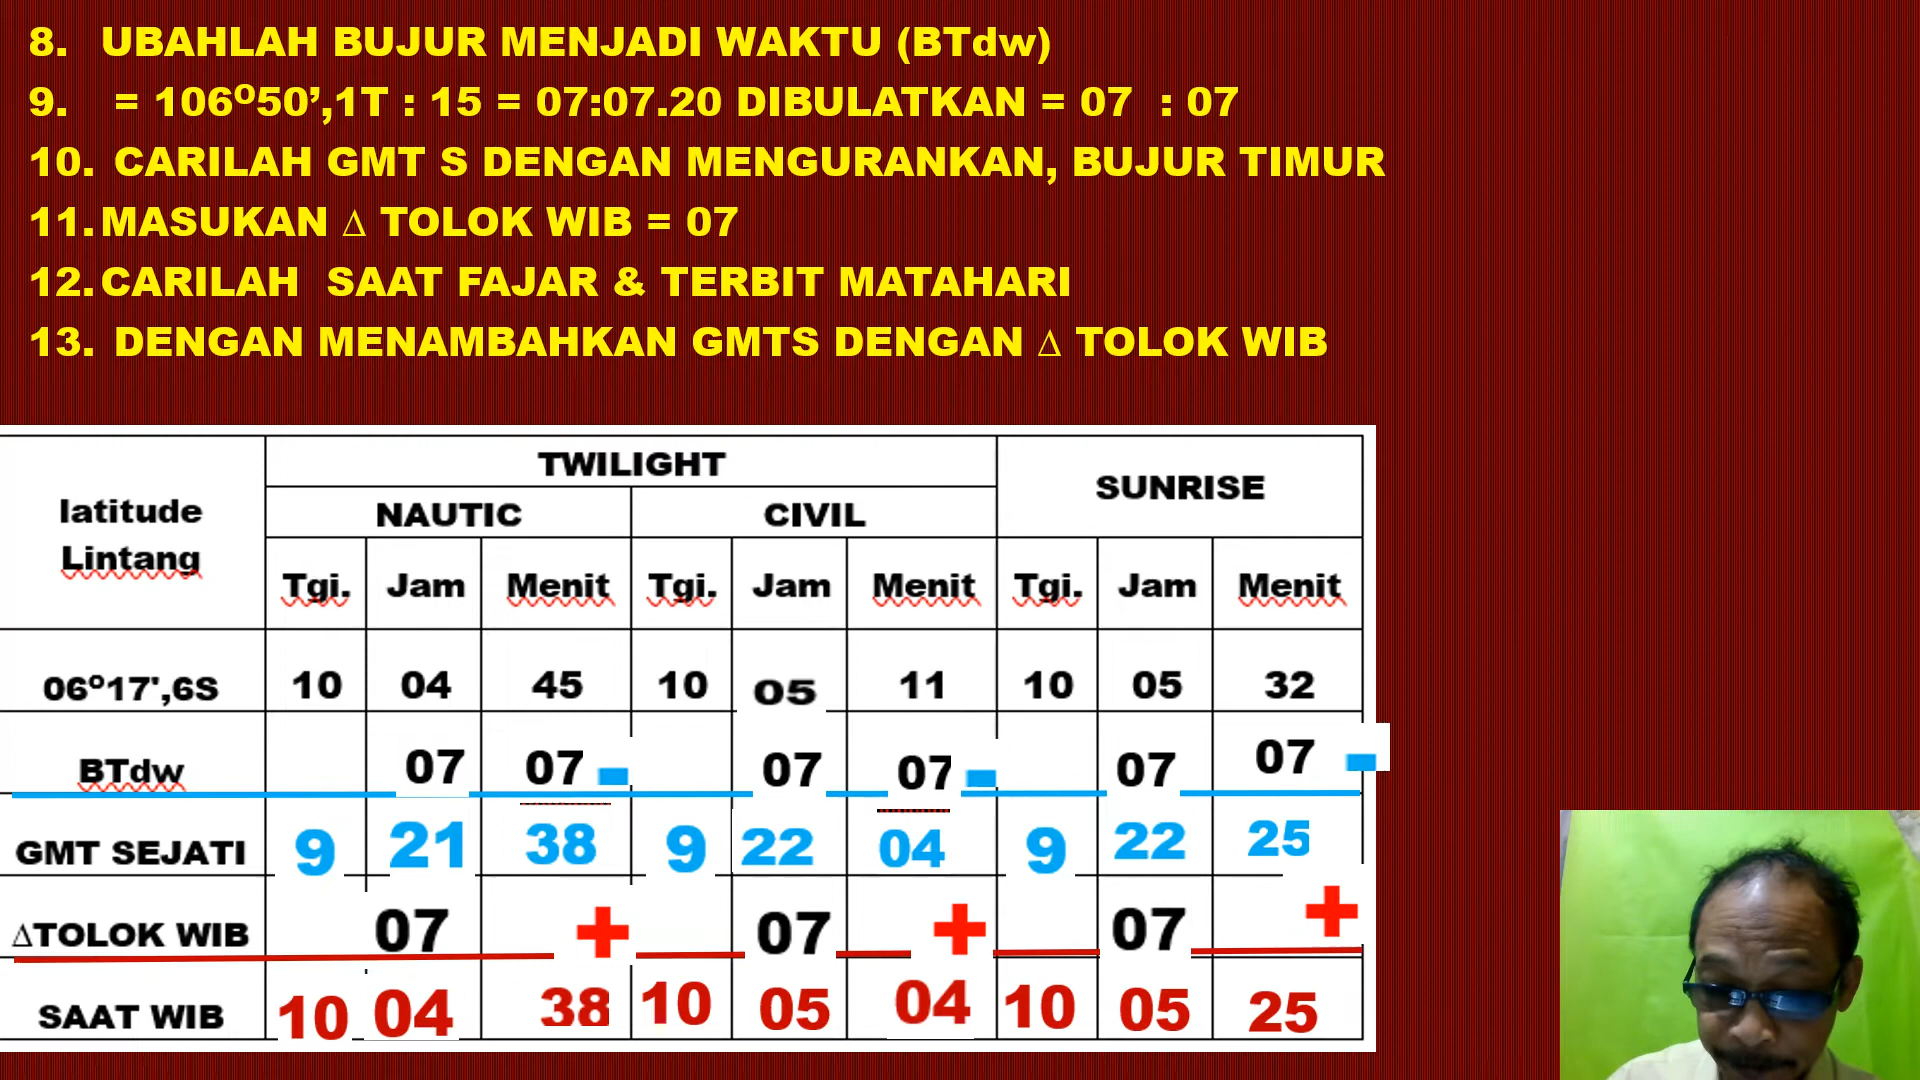 8. UBAHLAH BUJUR MENJADI WAKTU (BTdw)
9. = 106⁰50’,1T : 15 = 07:07.20 DIBULATKAN = 07 : 07
10. CARILAH GMT S DENGAN MENGURANKAN, BUJUR TIMUR
11. MASUKAN ∆ TOLOK WIB = 07
12. CARILAH SAAT FAJAR & TERBIT MATAHARI
13. DENGAN MENAMBAHKAN GMTS DENGAN ∆ TOLOK WIB
latitude Lintang TWILIGHT SUNRISE
NAUTIC CIVIL
Tgi. Jam Menit Tgi. Jam Menit Tgi. Jam Menit
06⁰17',6S 10 04 45 10 05 11 10 05 32
BTdw 07 07 - 07 07 - 07 07 -
GMT SEJATI 9 21 38 9 22 04 9 22 25
∆TOLOK WIB 07 + 07 + 07 +
SAAT WIB 10 04 38 10 05 04 10 05 25